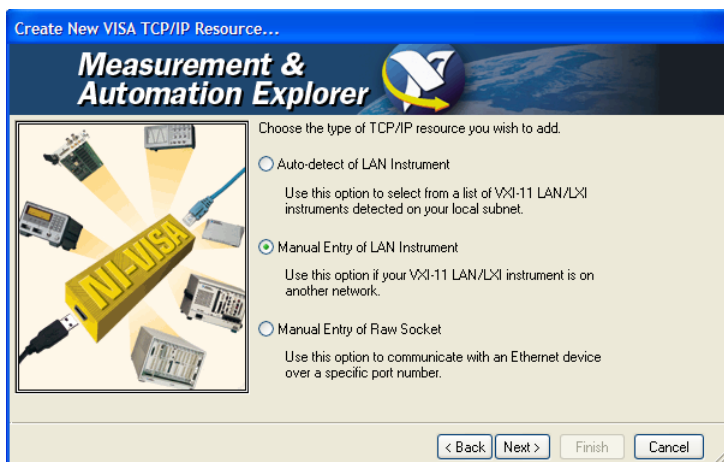 Create New VISA TCP/IP Resource...
Measurement &
Automation Explorer
Choose the type of TCP/IP resource you wish to add.
Auto-detect of LAN Instrument
Use this option to select from a list of VXI-11 LAN/LXI
instruments detected on your local subnet.
Manual Entry of LAN Instrument
Use this option if your VXI-11 LAN/LXI instrument is on
another network.
Manual Entry of Raw Socket
Use this option to communicate with an Ethernet device
over a specific port number.
NI-VISA
< Back Next > Finish Cancel